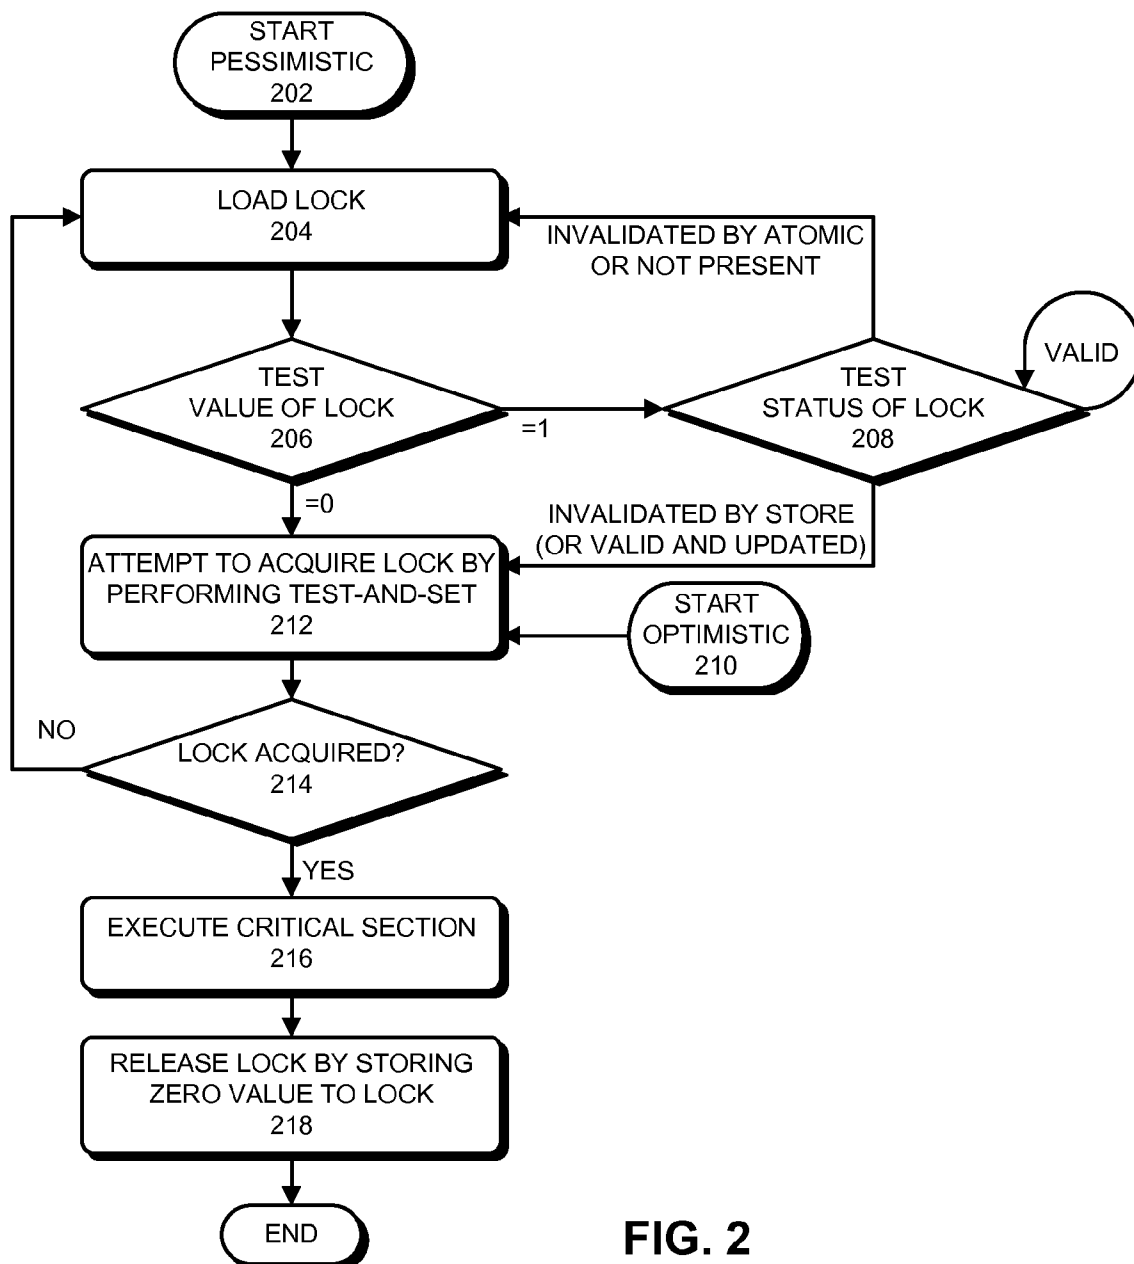 START
PESSIMISTIC
202
LOAD LOCK
204
INVALIDATED BY ATOMIC
OR NOT PRESENT
VALID
TEST
VALUE OF LOCK
206
=1
TEST
STATUS OF LOCK
208
=0
INVALIDATED BY STORE
(OR VALID AND UPDATED)
ATTEMPT TO ACQUIRE LOCK BY
PERFORMING TEST-AND-SET
212
START
OPTIMISTIC
210
NO
LOCK ACQUIRED?
214
YES
EXECUTE CRITICAL SECTION
216
RELEASE LOCK BY STORING
ZERO VALUE TO LOCK
218
END
FIG. 2